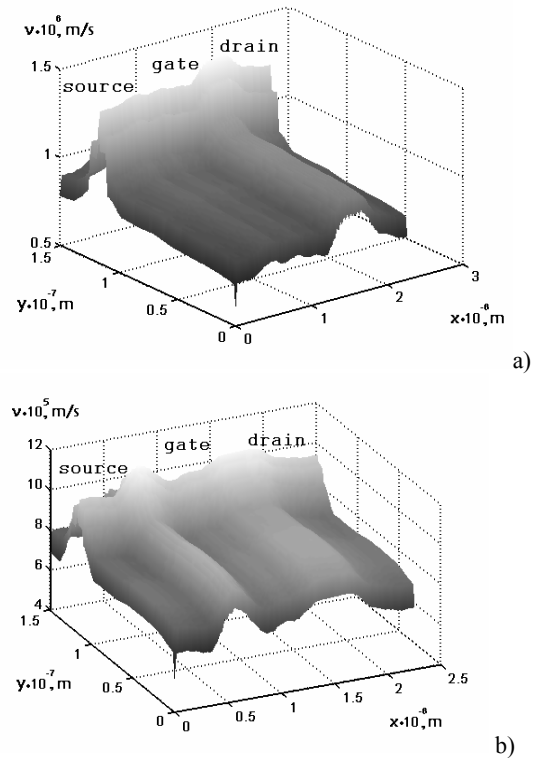 ν•10⁶, m/s
1.5
1
0.5
source
gate
drain
1.5
1
0.5
0
y•10⁻⁷, m
0
1
2
3
x•10⁻⁶, m
a)
ν•10⁵, m/s
12
10
8
6
4
source
gate
drain
1.5
1
0.5
0
y•10⁻⁷, m
0
0.5
1
1.5
2
2.5
x•10⁻⁶, m
b)